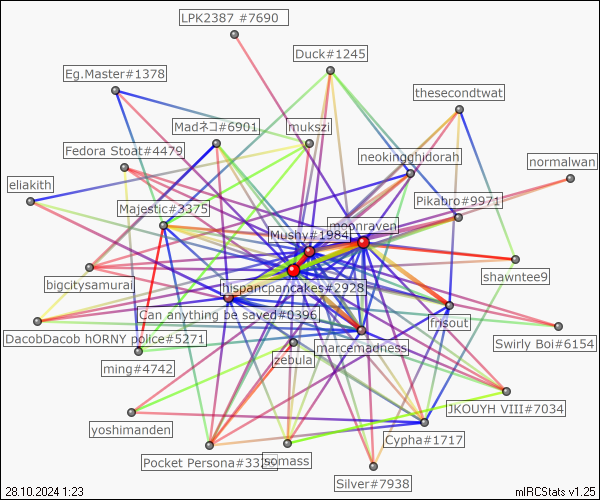 LPK2387 #7690
Duck#1245
Eg.Master#1378
thesecondtwat
Madネコ#6901
mukszi
Fedora Stoat#4479
neokingghidorah
normalwan
eliakith
Pikabro#9971
Majestic#3375
moonraven
Mushy#1984
shawntee9
bigcitysamurai
hispancpancakes#2928
Can anything be saved#0396
frisout
DacobDacob hORNY police#5271
marcemadness
Swirly Boi#6154
zebula
ming#4742
JKOUYH VIII#7034
yoshimanden
Cypha#1717
Pocket Persona#33
somass
Silver#7938
28.10.2024 1:23
mIRCStats v1.25